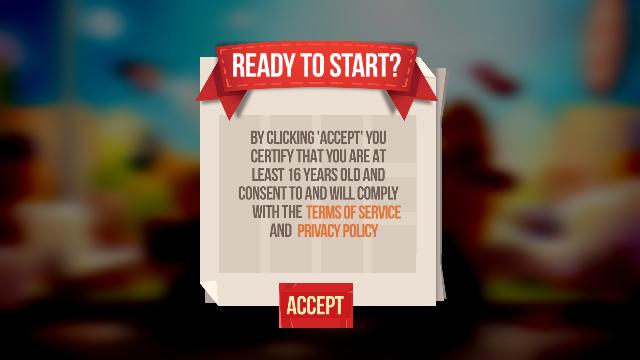 READY TO START?
BY CLICKING 'ACCEPT' YOU
CERTIFY THAT YOU ARE AT
LEAST 16 YEARS OLD AND
CONSENT TO AND WILL COMPLY
WITH THE TERMS OF SERVICE
AND PRIVACY POLICY
ACCEPT